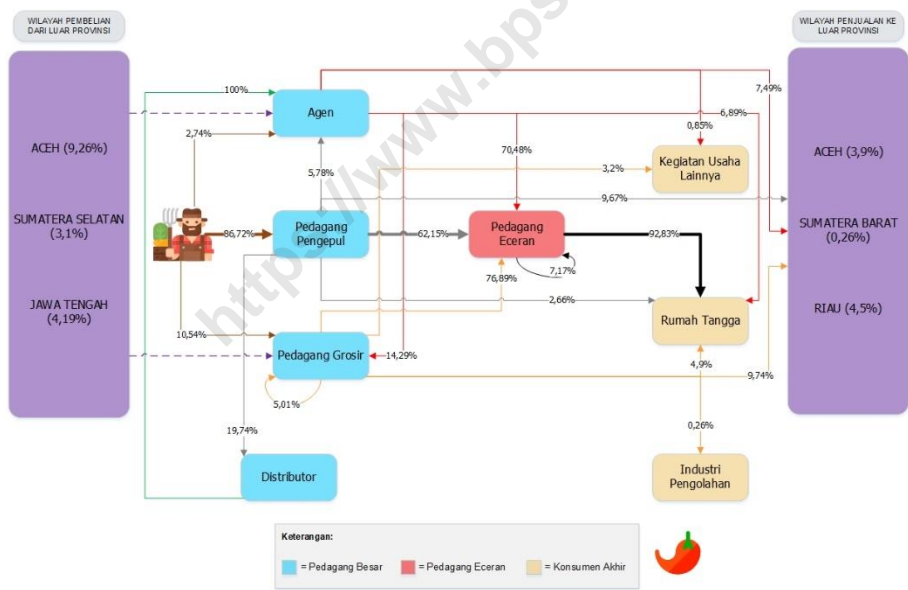 WILAYAH PEMBELIAN
DARI LUAR PROVINSI
WILAYAH PENJUALAN KE
LUAR PROVINSI
ACEH (9,26%)
SUMATERA SELATAN
(3,1%)
JAWA TENGAH
(4,19%)
100%
Agen
2,74%
5,78%
86,72%
Pedagang
Pengepul
62,15%
70,48%
Pedagang
Eceran
92,83%
7,17%
76,89%
10,54%
Pedagang Grosir
14,29%
5,01%
19,74%
Distributor
7,49%
6,89%
0,85%
Kegiatan Usaha
Lainnya
3,2%
9,67%
2,66%
Rumah Tangga
4,9%
9,74%
0,26%
Industri
Pengolahan
ACEH (3,9%)
SUMATERA BARAT
(0,26%)
RIAU (4,5%)
Keterangan:
= Pedagang Besar
= Pedagang Eceran
= Konsumen Akhir
https://www.bps